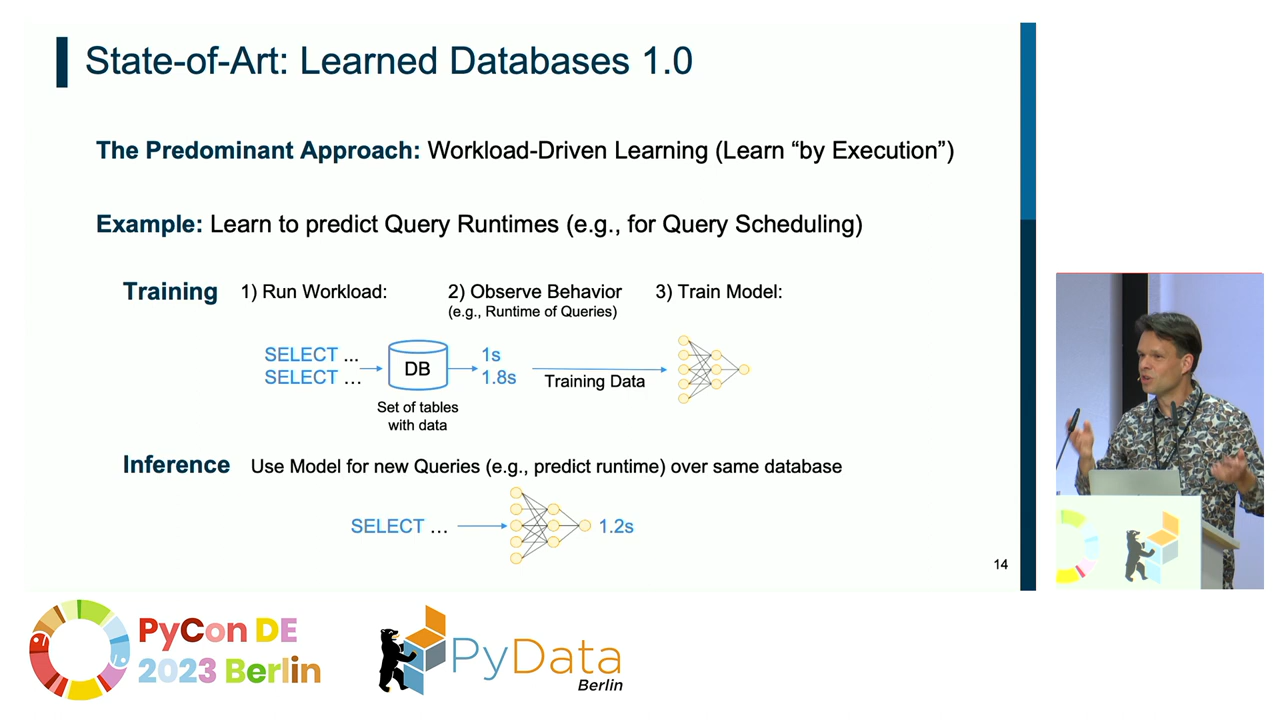 State-of-Art: Learned Databases 1.0
The Predominant Approach: Workload-Driven Learning (Learn “by Execution”)
Example: Learn to predict Query Runtimes (e.g., for Query Scheduling)
Training 1) Run Workload: 2) Observe Behavior 3) Train Model:
(e.g., Runtime of Queries)
SELECT ... 1s
DB
SELECT … 1.8s
Training Data
Set of tables
with data
Inference Use Model for new Queries (e.g., predict runtime) over same database
SELECT … 1.2s
14
PyCon DE
2023 Berlin
PyData
Berlin